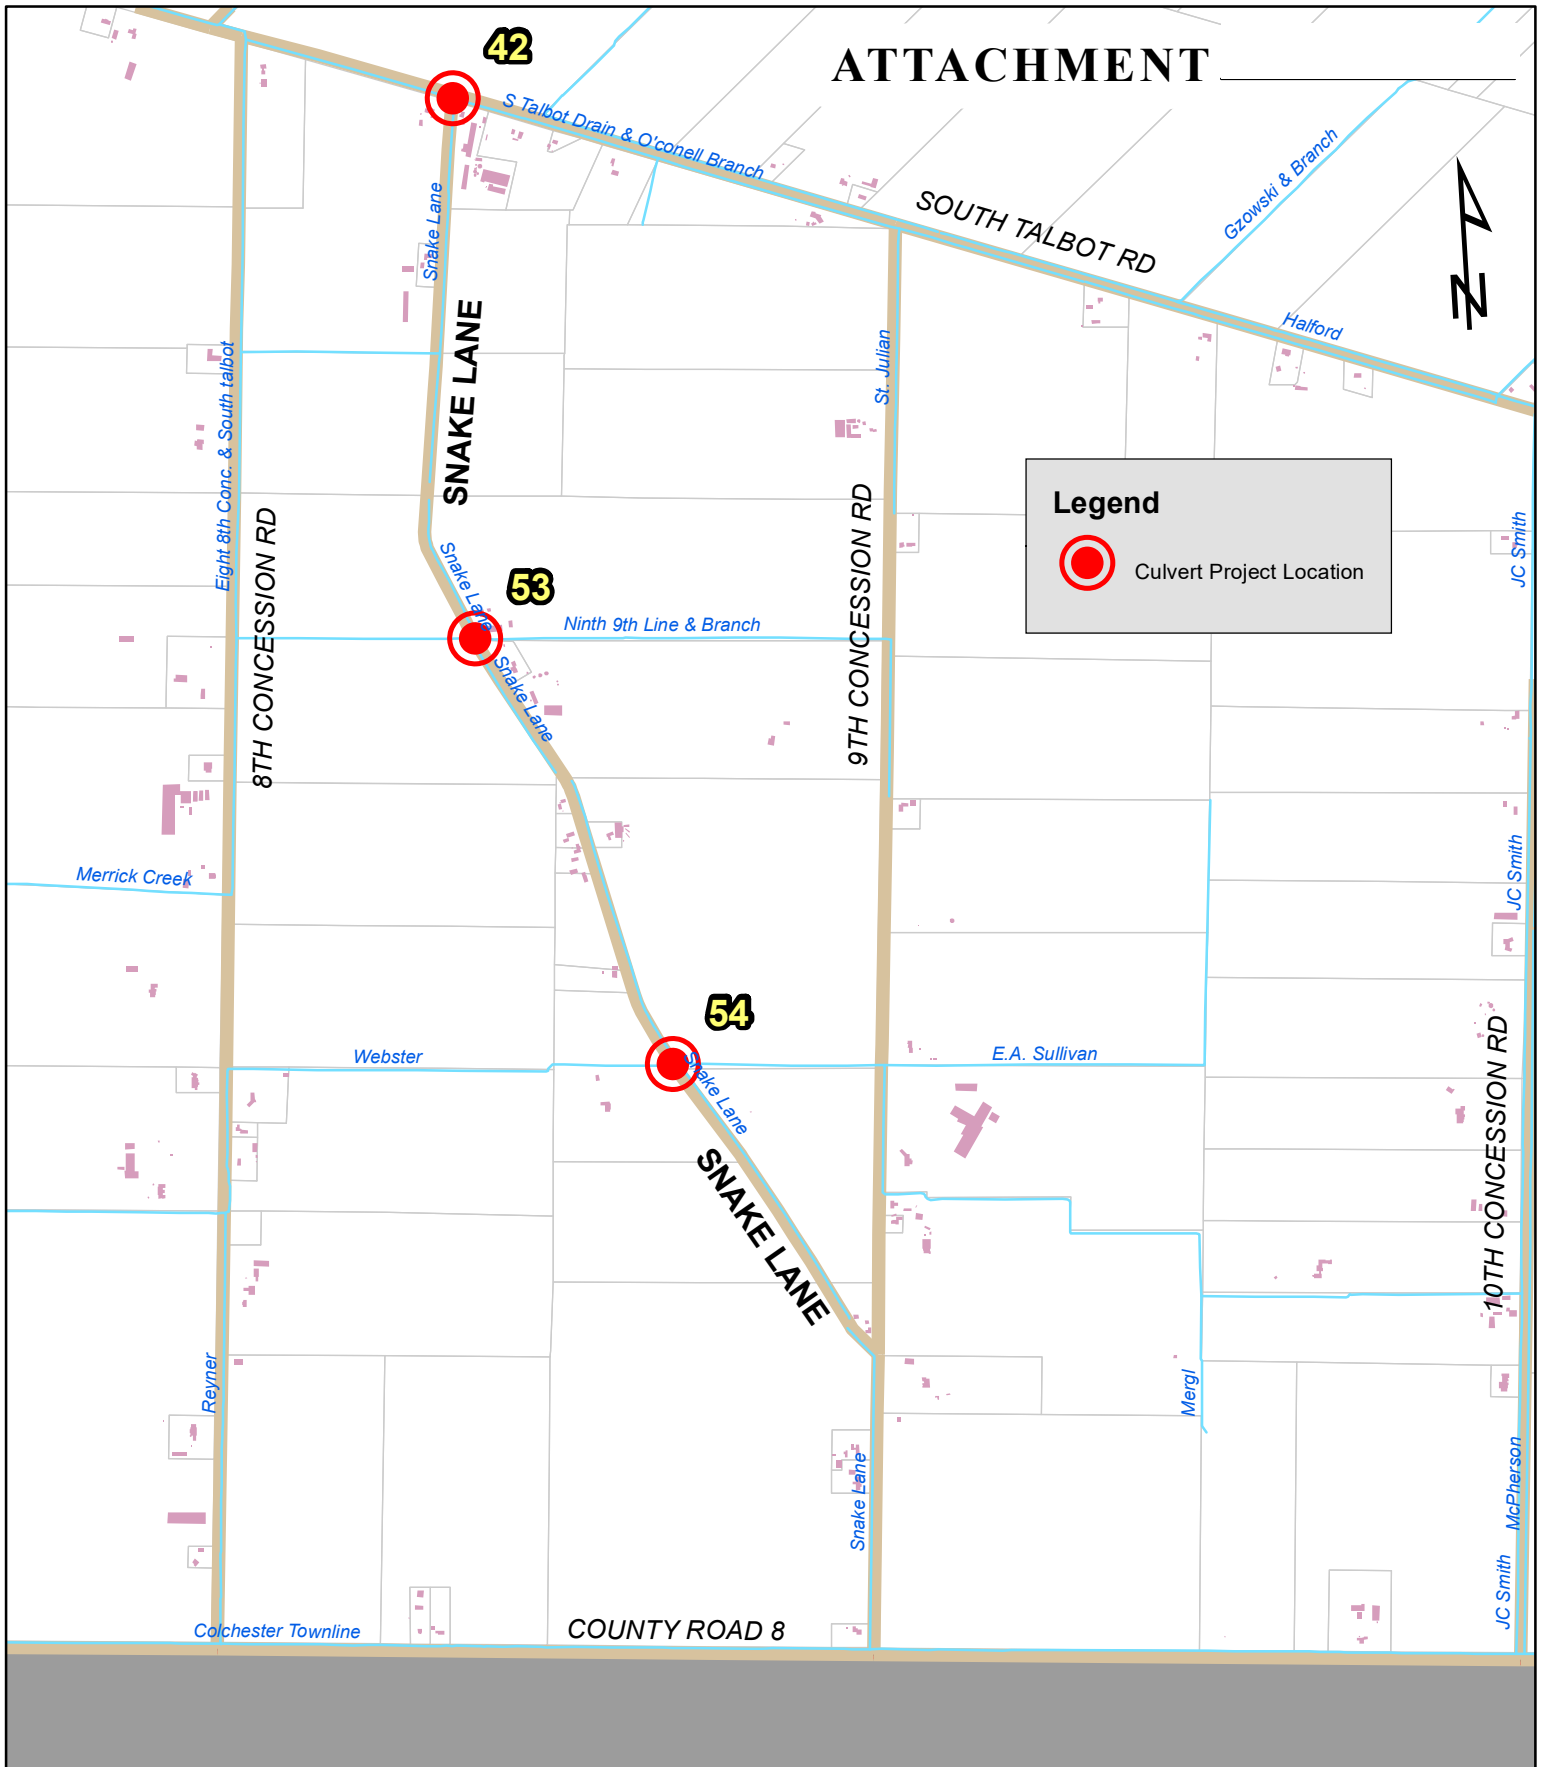 ATTACHMENT
42
S Talbot Drain & O'conell Branch
Gzowski & Branch
Snake Lane
SOUTH TALBOT RD
N
Halford
SNAKE LANE
St. Julian
Eight 8th Conc. & South talbot
8TH CONCESSION RD
9TH CONCESSION RD
Legend
Culvert Project Location
JC Smith
Snake Lane
53
Ninth 9th Line & Branch
Snake Lane
Merrick Creek
JC Smith
54
Webster
E.A. Sullivan
Snake Lane
10TH CONCESSION RD
SNAKE LANE
Reyner
Mergl
Snake Lane
McPherson
JC Smith
Colchester Townline
COUNTY ROAD 8